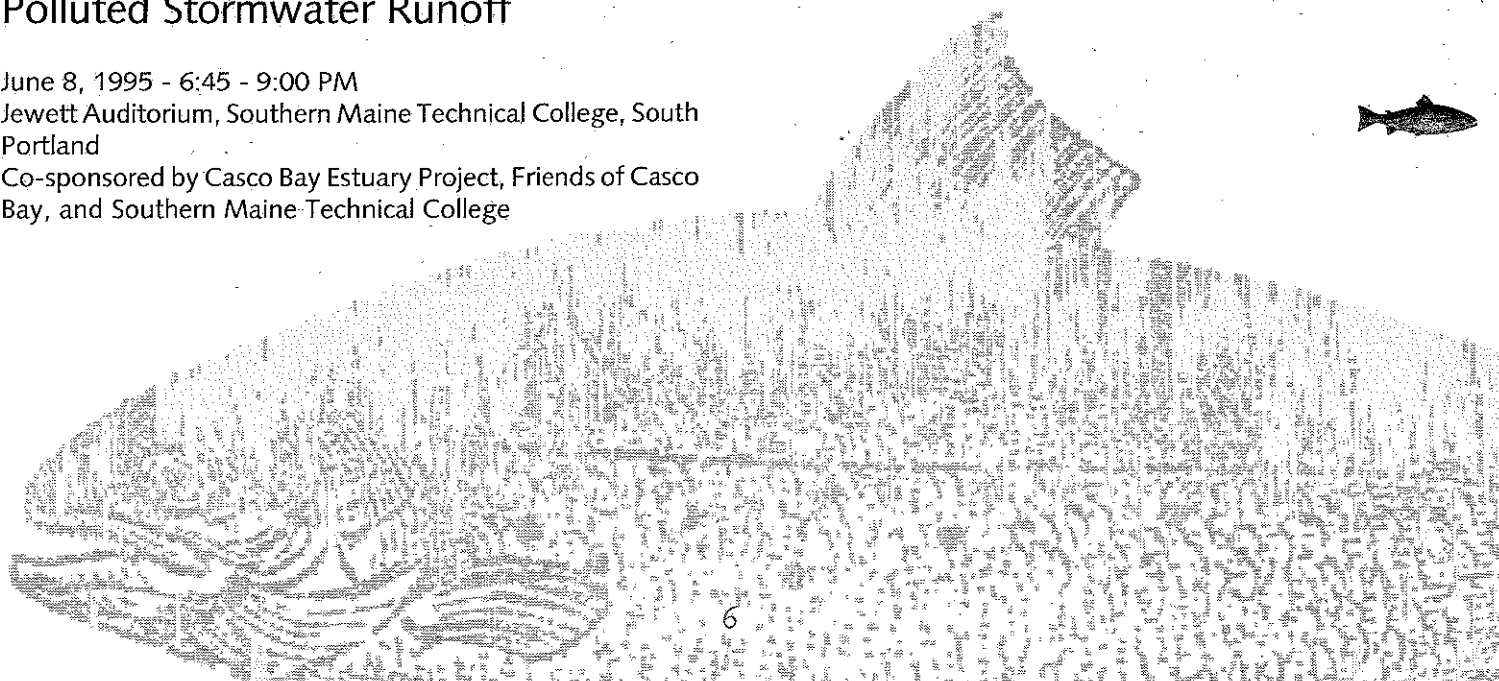 Polluted Stormwater Runoff
June 8, 1995 - 6:45 - 9:00 PM
Jewett Auditorium, Southern Maine Technical College, South
Portland
Co-sponsored by Casco Bay Estuary Project, Friends of Casco
Bay, and Southern Maine Technical College
6